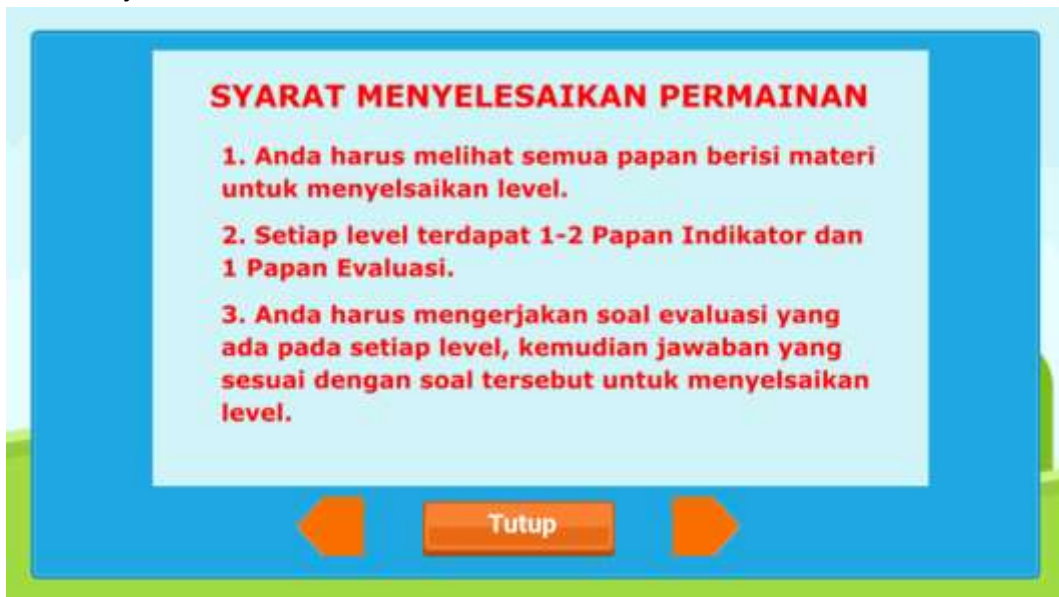 SYARAT MENYELESAIKAN PERMAINAN
1. Anda harus melihat semua papan berisi materi
untuk menyelsaikan level.
2. Setiap level terdapat 1-2 Papan Indikator dan
1 Papan Evaluasi.
3. Anda harus mengerjakan soal evaluasi yang
ada pada setiap level, kemudian jawaban yang
sesuai dengan soal tersebut untuk menyelsaikan
level.
Tutup